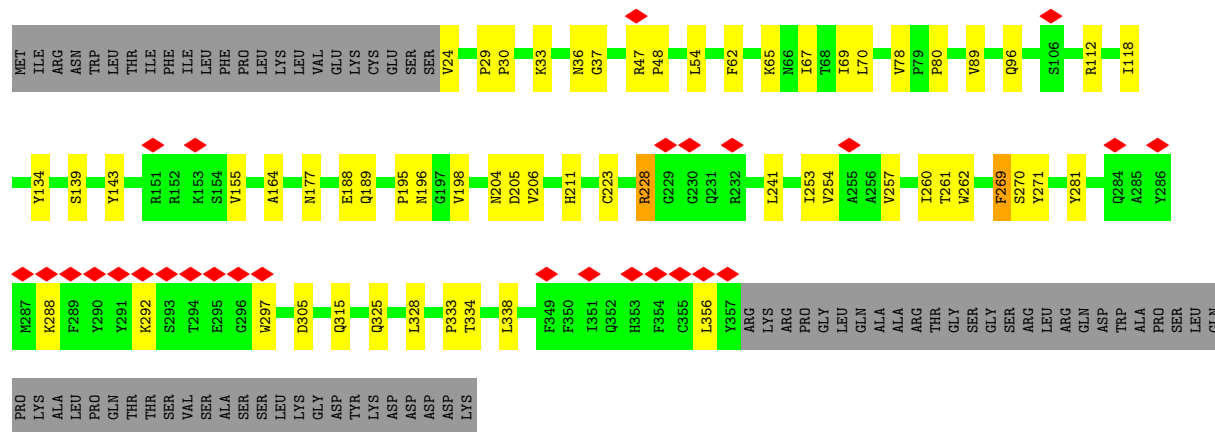 MET ILE ARG ASN TRP LEU THR ILE PHE ILE LEU PHE PRO LEU LYS LEU VAL GLU LYS CYS GLU SER SER V24 P29 P30 K33 N36 G37 R47 P48 L54 F62 K65 N66 I67 T68 I69 L70 V78 P79 P80 V89 Q96 S106 R112 I118
Y134 S139 Y143 R151 R152 K153 S154 V155 A164 N177 E188 Q189 P195 N196 G197 V198 N204 D205 V206 H211 C223 R228 G229 G230 Q231 R232 L241 I253 V254 A255 A256 V257 I260 T261 W262 F269 S270 Y271 Y281 Q284 A285 Y286
M287 K288 F289 Y290 Y291 K292 S293 T294 E295 G296 W297 D305 Q315 Q325 L328 P333 T334 L338 F349 F350 I351 Q352 H353 F354 C355 L356 Y357 ARG LYS ARG PRO GLY LEU GLN ALA ALA ARG THR GLY SER GLY SER ARG LEU ARG GLN ASP TRP ALA PRO SER LEU GLN
PRO LYS ALA LEU PRO GLN THR THR SER VAL SER ALA SER SER LEU LYS GLY ASP TYR LYS ASP ASP ASP ASP LYS